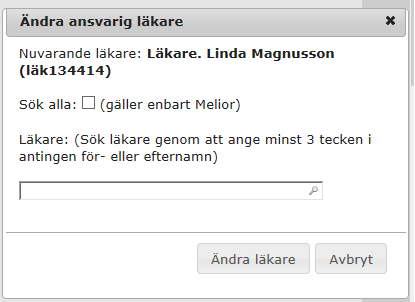 Ändra ansvarig läkare
Nuvarande läkare: Läkare. Linda Magnusson
(läk134414)
Sök alla: (gäller enbart Melior)
Läkare: (Sök läkare genom att ange minst 3 tecken i
antingen för- eller efternamn)
Ändra läkare Avbryt